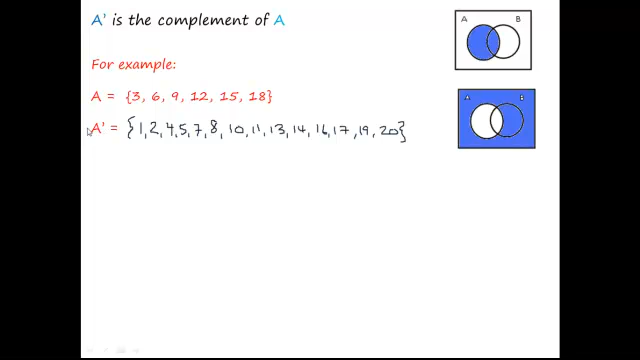 A' is the complement of A
A B
For example:
A = {3, 6, 9, 12, 15, 18}
A B
A' = {1, 2, 4, 5, 7, 8, 10, 11, 13, 14, 16, 17, 19, 20}